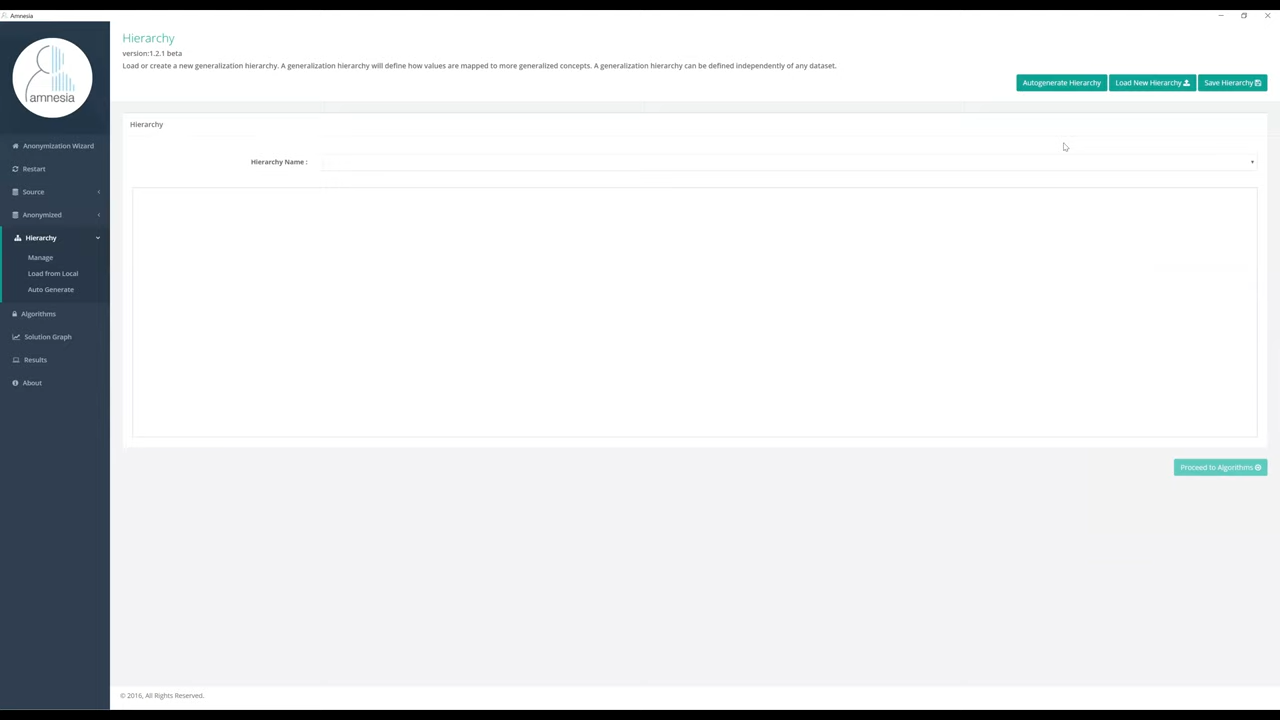 Amnesia
amnesia
Anonymization Wizard
Restart
Source
Anonymized
Hierarchy
Manage
Load from Local
Auto Generate
Algorithms
Solution Graph
Results
About
Hierarchy
version:1.2.1 beta
Load or create a new generalization hierarchy. A generalization hierarchy will define how values are mapped to more generalized concepts. A generalization hierarchy can be defined independently of any dataset.
Autogenerate Hierarchy Load New Hierarchy Save Hierarchy
Hierarchy
Hierarchy Name :
Proceed to Algorithms
© 2016, All Rights Reserved.